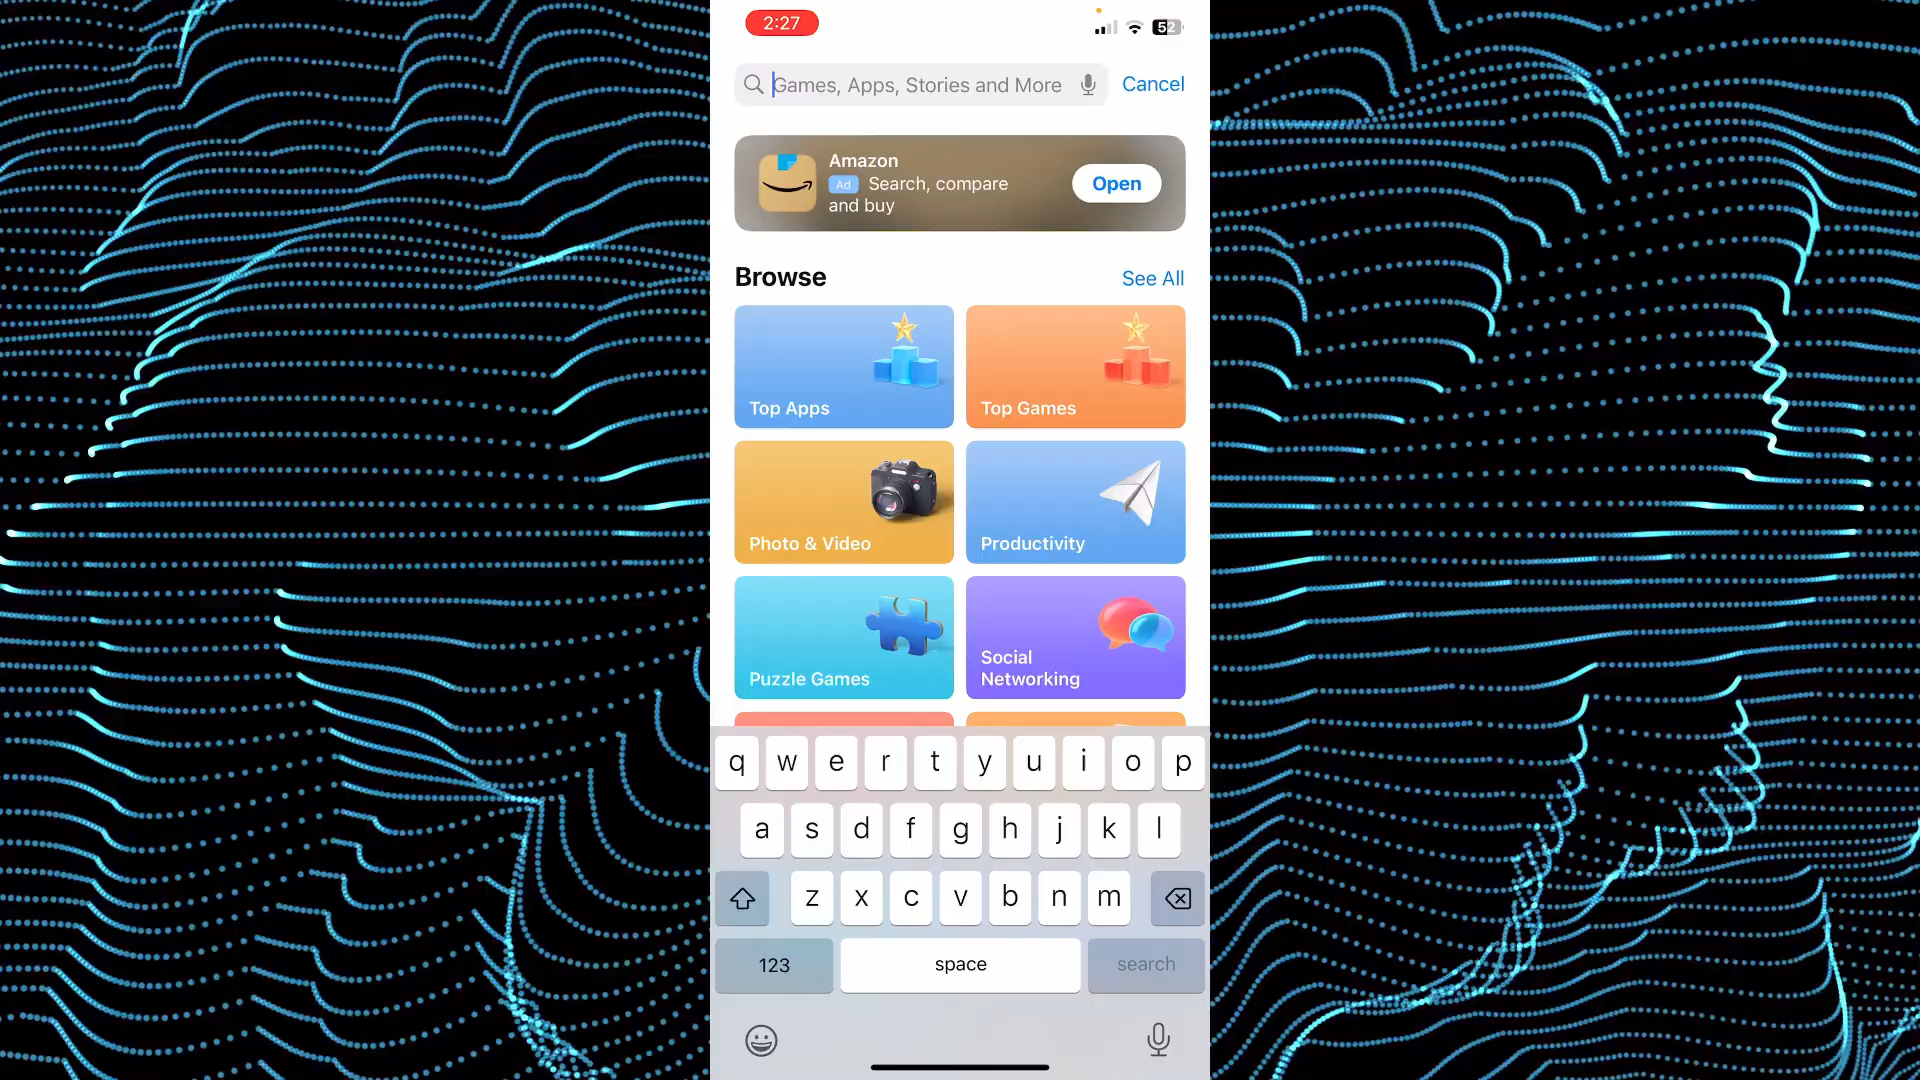 2:27
52
Games, Apps, Stories and More
Cancel
Amazon
Ad Search, compare
and buy
Open
Browse
See All
Top Apps
Top Games
Photo & Video
Productivity
Puzzle Games
Social
Networking
q w e r t y u i o p
a s d f g h j k l
z x c v b n m
123
space
search